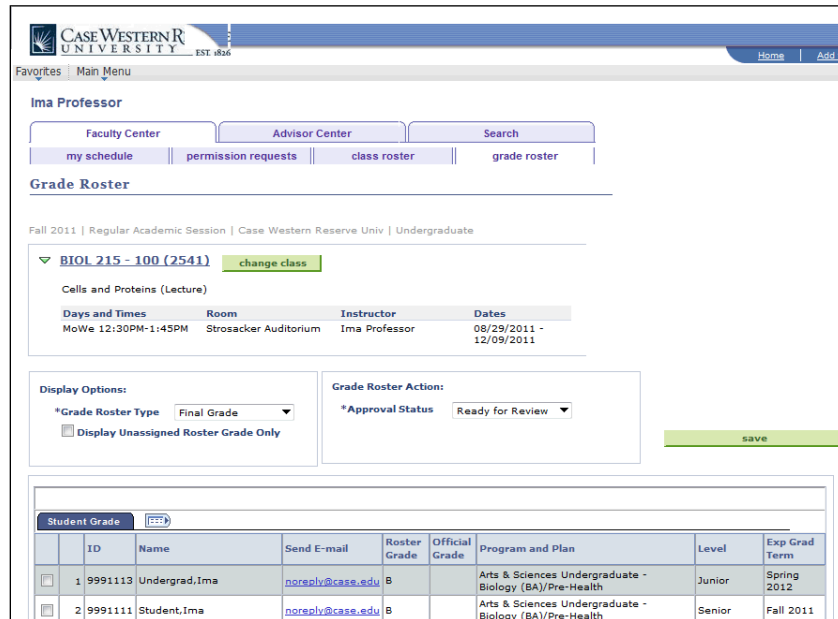 CASE WESTERN R
UNIVERSITY EST. 1826
Home | Add
Favorites Main Menu
Ima Professor
Faculty Center Advisor Center Search
my schedule permission requests class roster grade roster
Grade Roster
Fall 2011 | Regular Academic Session | Case Western Reserve Univ | Undergraduate
BIOL 215 - 100 (2541) change class
Cells and Proteins (Lecture)
Days and Times Room Instructor Dates
MoWe 12:30PM-1:45PM Strosacker Auditorium Ima Professor 08/29/2011 -
12/09/2011
Display Options: Grade Roster Action:
*Grade Roster Type Final Grade *Approval Status Ready for Review
Display Unassigned Roster Grade Only
save
Student Grade
ID Name Send E-mail Roster Grade Official Grade Program and Plan Level Exp Grad Term
1 9991113 Undergrad,Ima noreply@case.edu B Arts & Sciences Undergraduate - Biology (BA)/Pre-Health Junior Spring 2012
2 9991111 Student,Ima noreply@case.edu B Arts & Sciences Undergraduate - Biology (BA)/Pre-Health Senior Fall 2011